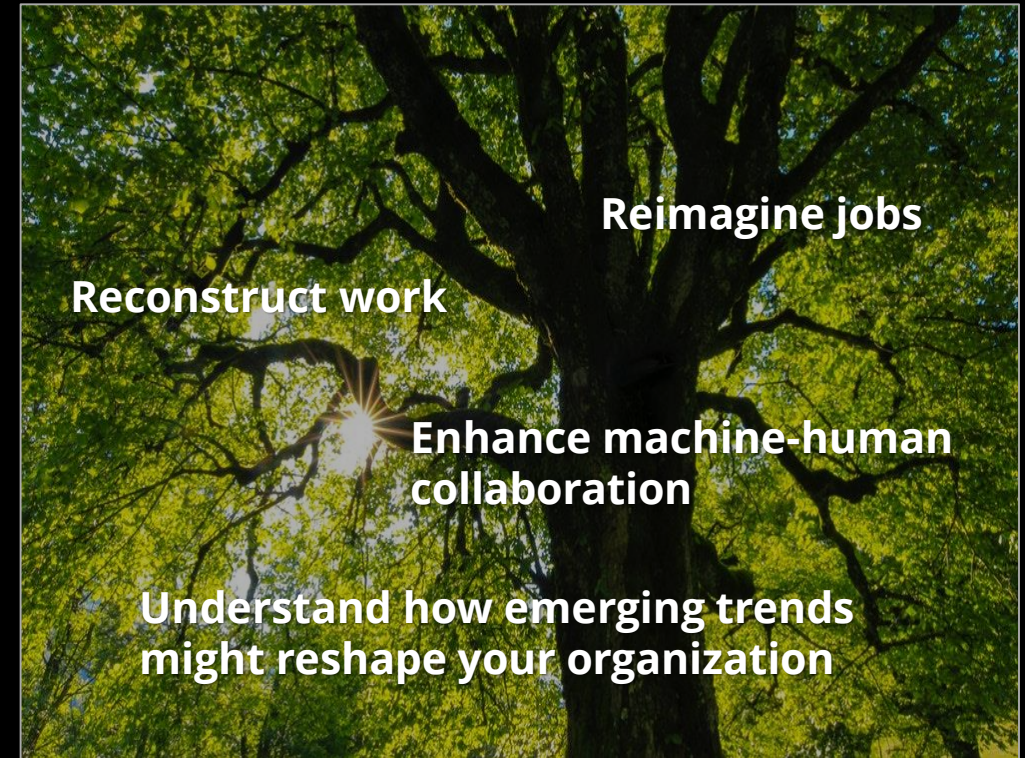 Reimagine jobs
Reconstruct work
Enhance machine-human
collaboration
Understand how emerging trends
might reshape your organization